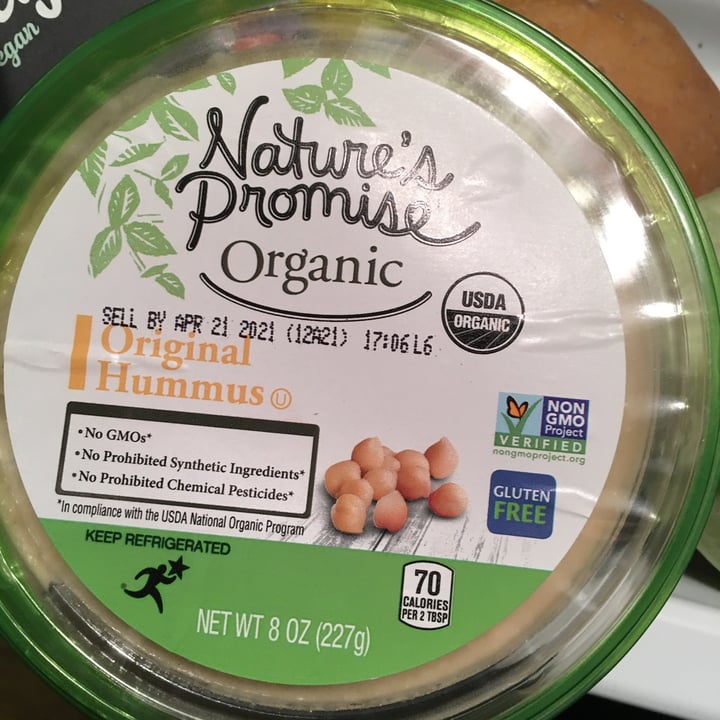 egan
Nature's
Promise
Organic
USDA
ORGANIC
SELL BY APR 21 2021 (12A21) 17:06 L6
Original
Hummus U
NON
GMO
Project
VERIFIED
nongmoproject.org
•No GMOs*
•No Prohibited Synthetic Ingredients*
•No Prohibited Chemical Pesticides*
*In compliance with the USDA National Organic Program
GLUTEN
FREE
KEEP REFRIGERATED
70
CALORIES
PER 2 TBSP
NET WT 8 OZ (227g)